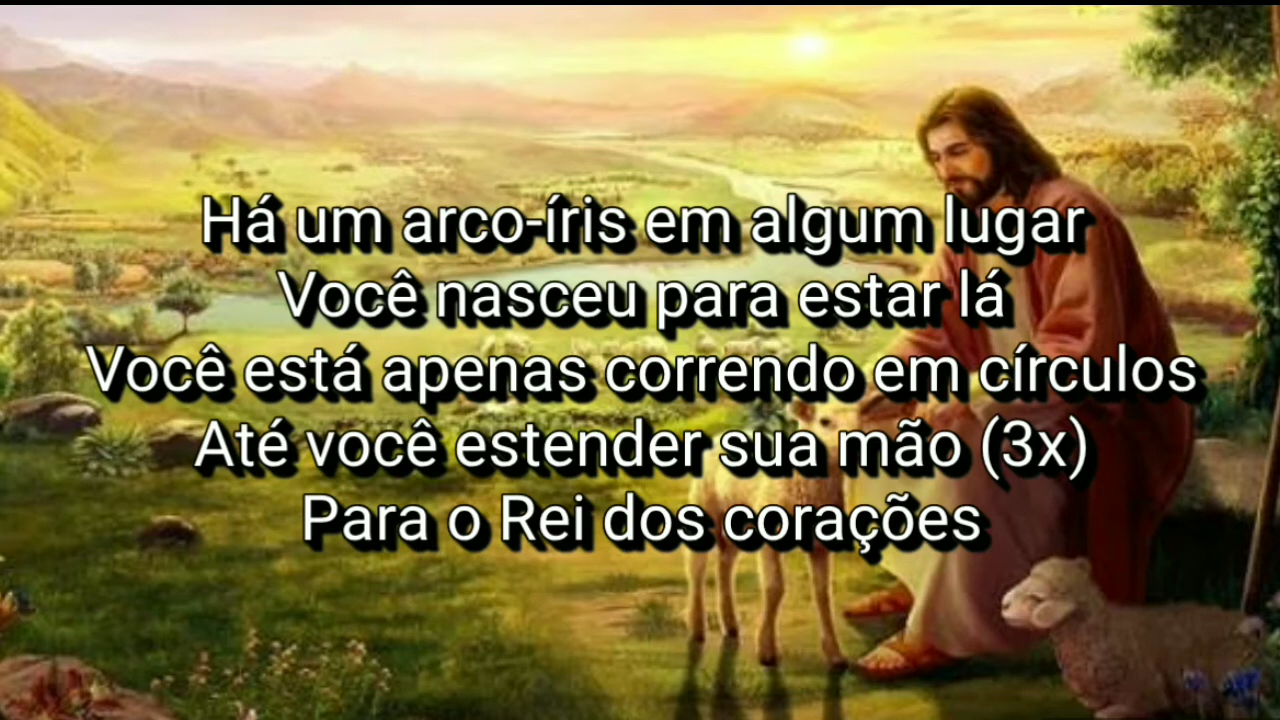 Há um arco-íris em algum lugar
Você nasceu para estar lá
Você está apenas correndo em círculos
Até você estender sua mão (3x)
Para o Rei dos corações